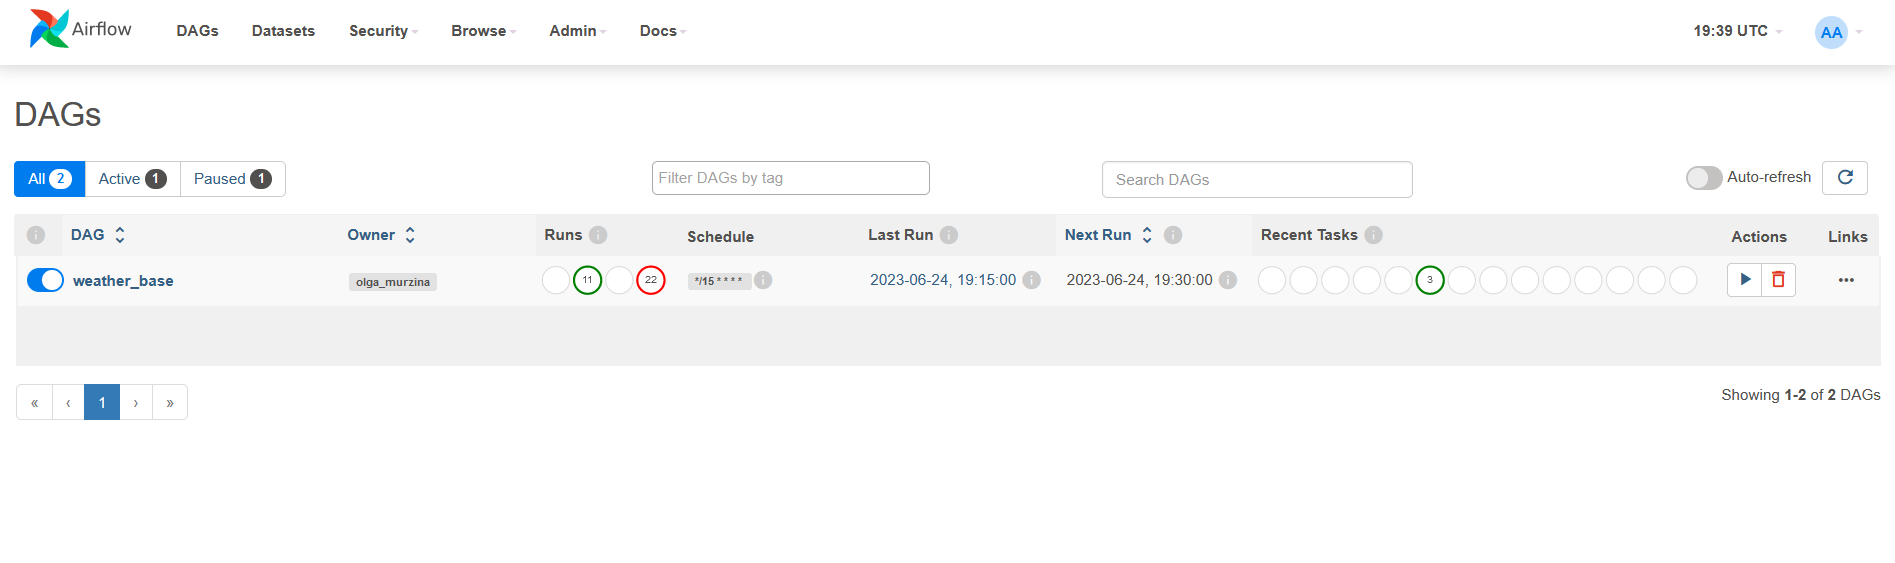 Airflow DAGs Datasets Security Browse Admin Docs 19:39 UTC AA
DAGs
All 2 Active 1 Paused 1 Filter DAGs by tag Search DAGs Auto-refresh
i DAG Owner Runs i Schedule Last Run i Next Run i Recent Tasks i Actions Links
weather_base olga_murzina 11 22 */15 * * * * i 2023-06-24, 19:15:00 i 2023-06-24, 19:30:00 i 3 •••
« ‹ 1 › » Showing 1-2 of 2 DAGs